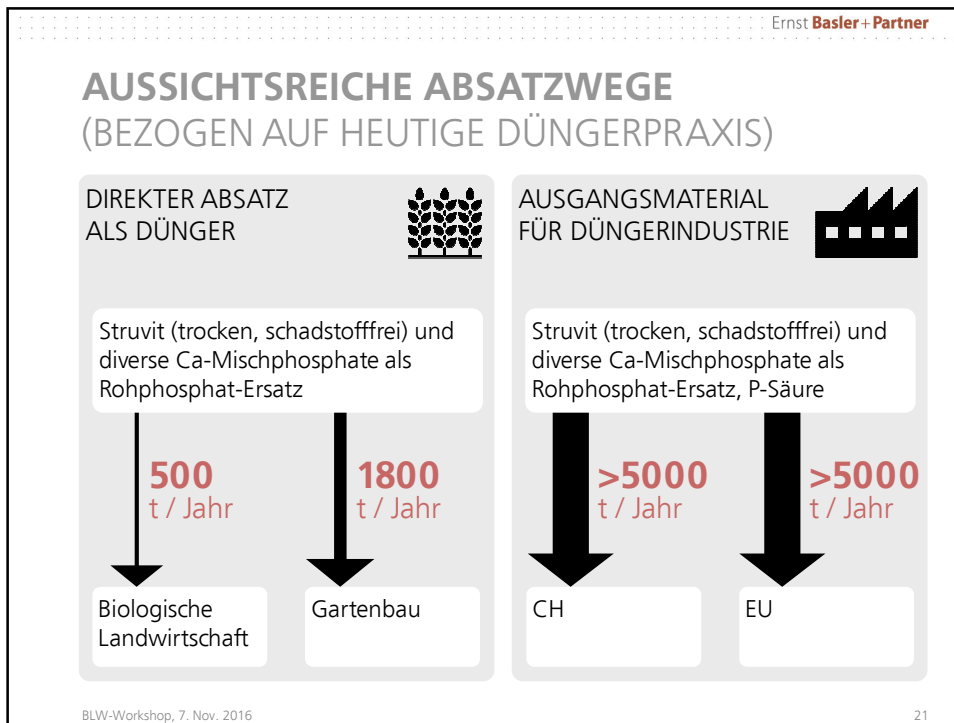 Ernst Basler+Partner
AUSSICHTSREICHE ABSATZWEGE
(BEZOGEN AUF HEUTIGE DÜNGERPRAXIS)
DIREKTER ABSATZ
ALS DÜNGER
Struvit (trocken, schadstofffrei) und
diverse Ca-Mischphosphate als
Rohphosphat-Ersatz
500
t / Jahr
1800
t / Jahr
Biologische
Landwirtschaft
Gartenbau
AUSGANGSMATERIAL
FÜR DÜNGERINDUSTRIE
Struvit (trocken, schadstofffrei) und
diverse Ca-Mischphosphate als
Rohphosphat-Ersatz, P-Säure
>5000
t / Jahr
>5000
t / Jahr
CH
EU
BLW-Workshop, 7. Nov. 2016
21